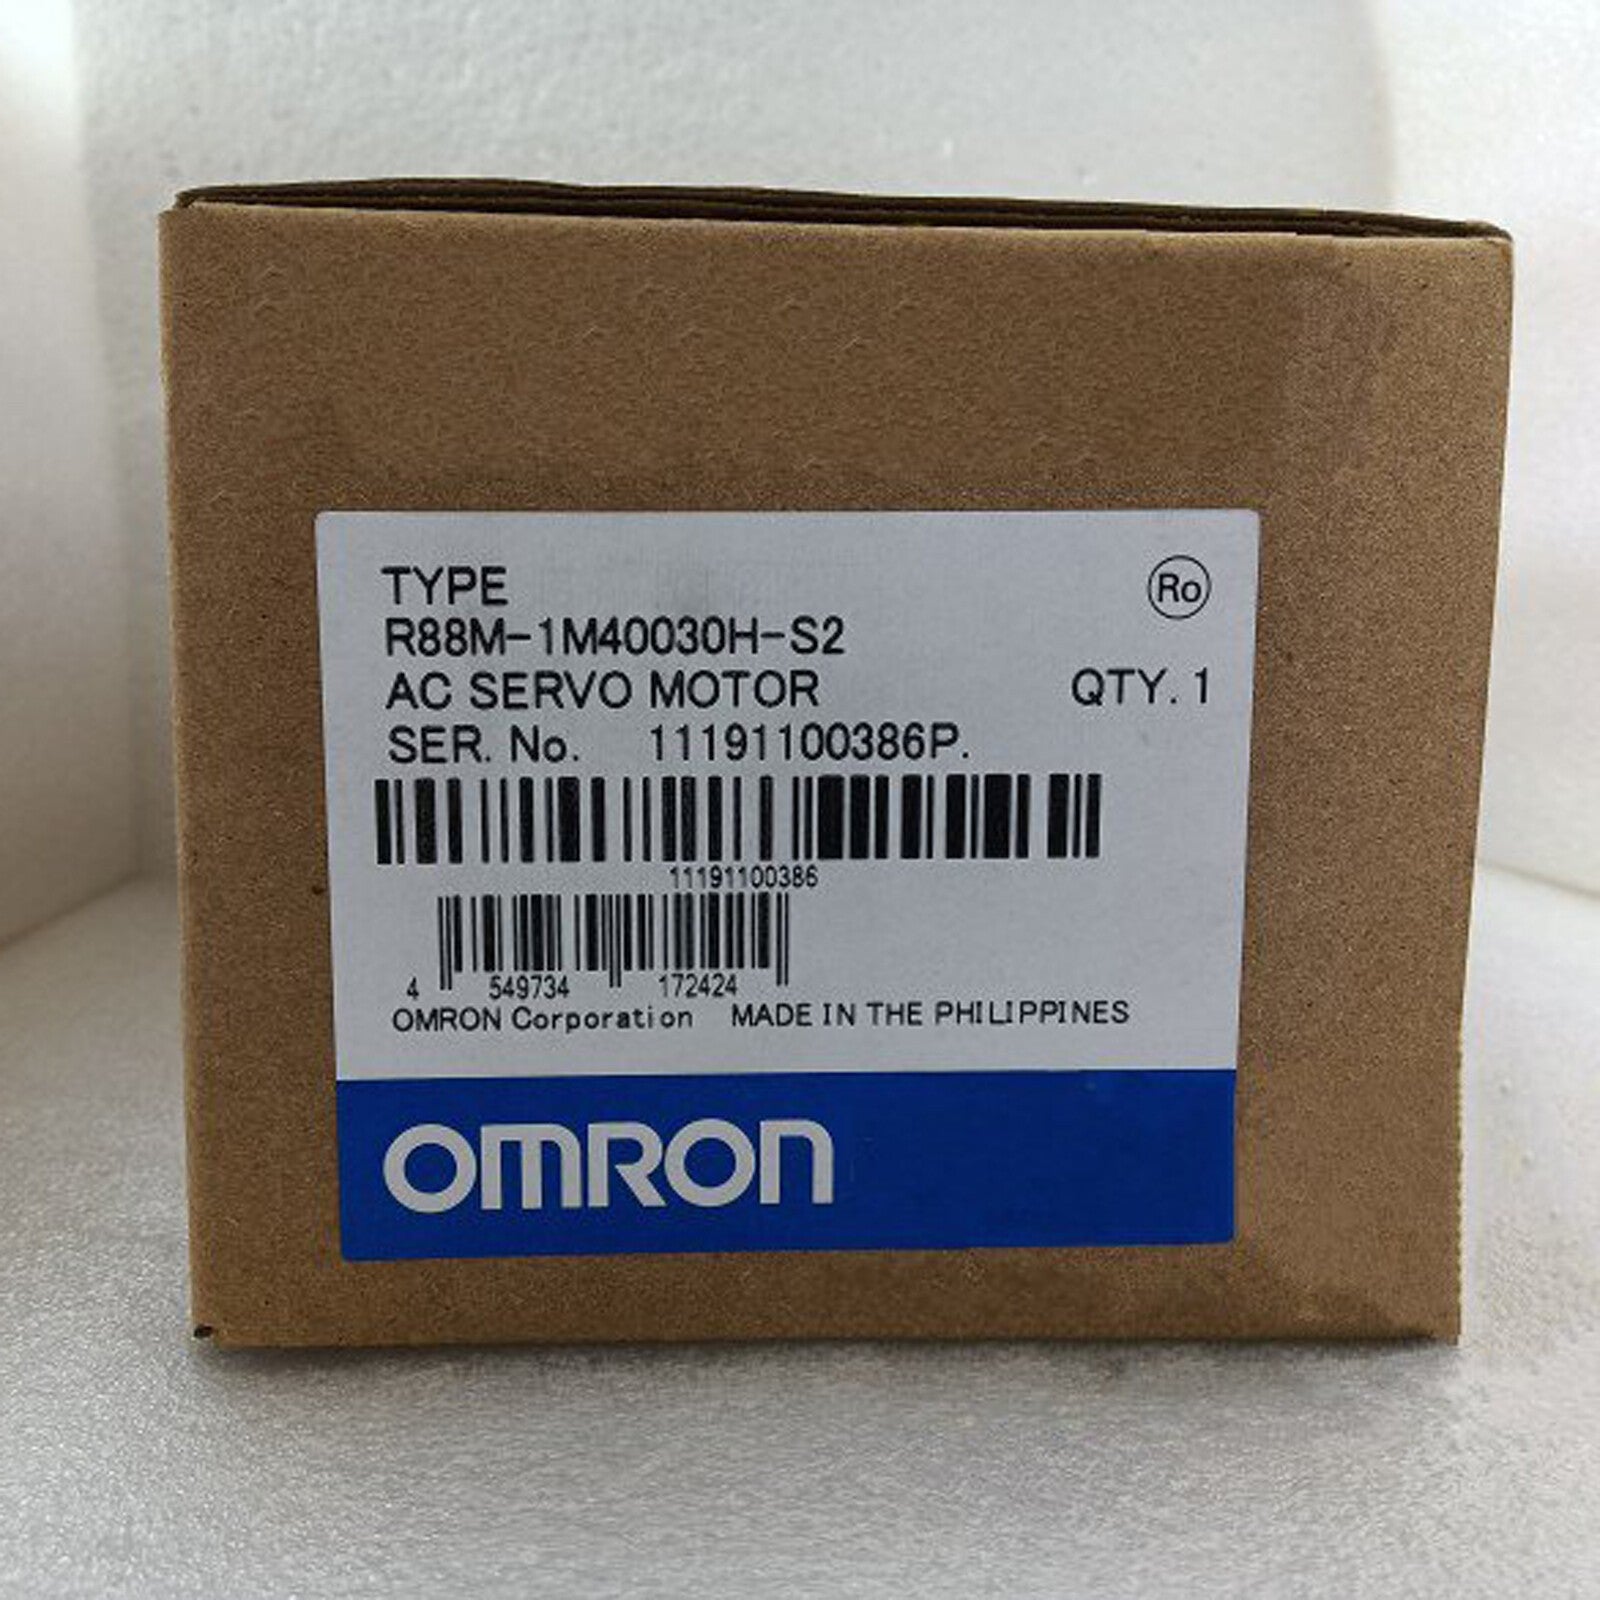 TYPE
Ro
R88M-1M40030H-S2
AC SERVO MOTOR QTY. 1
SER. No. 11191100386P.
11191100386
4 549734 172424
OMRON Corporation MADE IN THE PHILIPPINES
OMRON